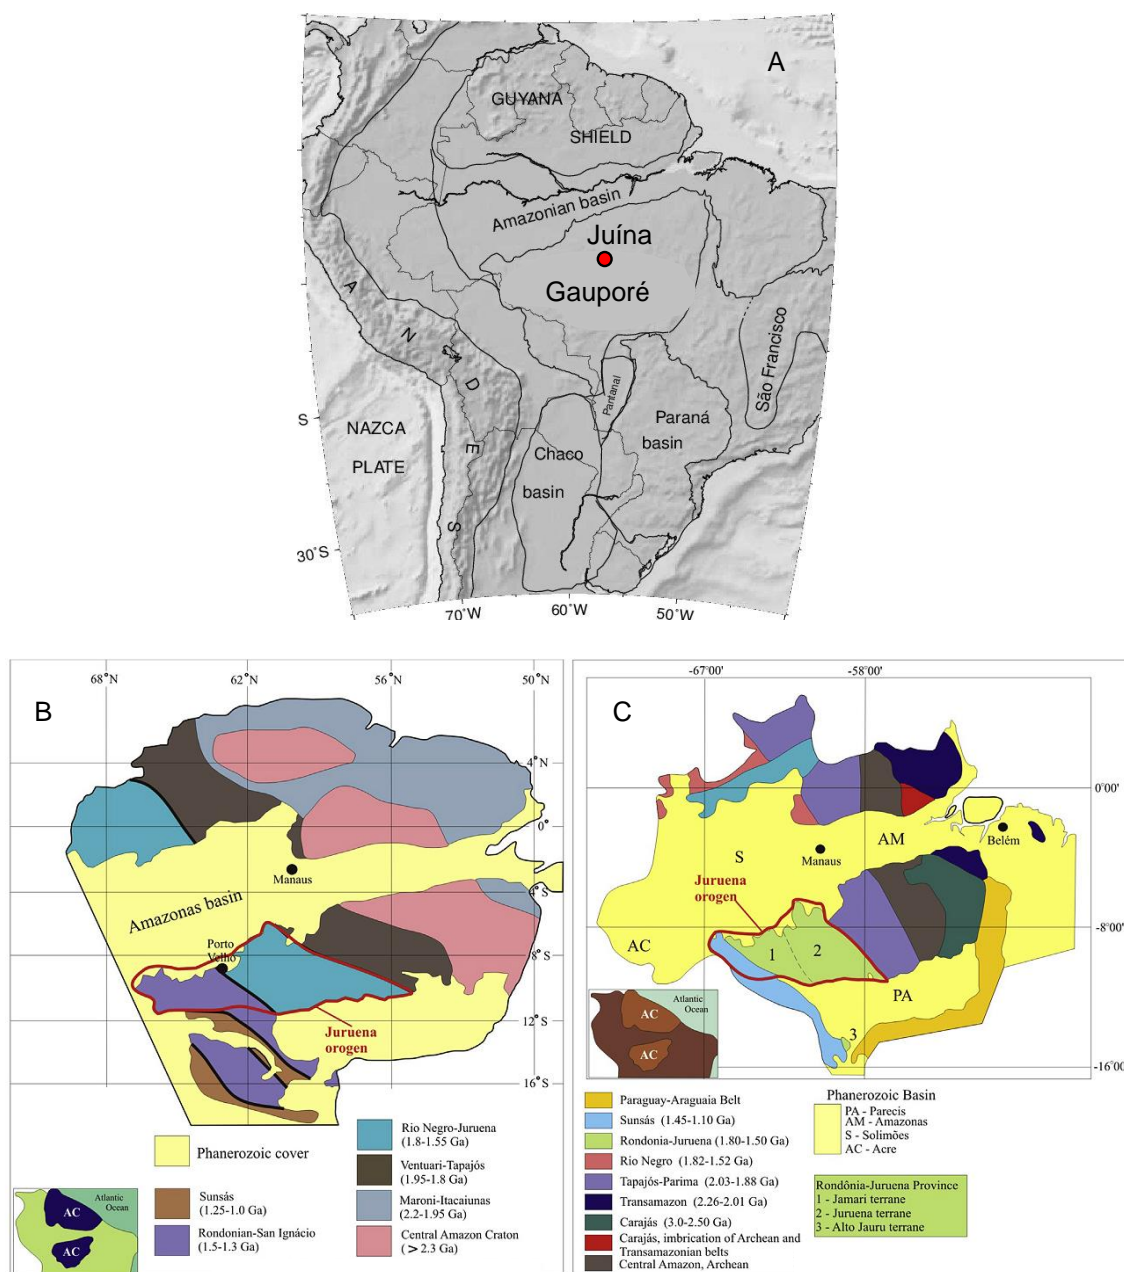 A
GUYANA
SHIELD
Amazonian basin
Juína
Gauporé
A
N
D
E
S
São Francisco
Pantanal
Paraná
basin
Chaco
basin
NAZCA
PLATE
S
30°S
70°W
60°W
50°W
B
68°N
62°N
56°N
50°N
4°N
0°
4°S
8°S
12°S
16°S
Manaus
Amazonas basin
Porto
Velho
Juruena
orogen
Phanerozoic cover
Sunsás
(1.25-1.0 Ga)
Rondonian-San Ignácio
(1.5-1.3 Ga)
Rio Negro-Juruena
(1.8-1.55 Ga)
Ventuari-Tapajós
(1.95-1.8 Ga)
Maroni-Itacaiunas
(2.2-1.95 Ga)
Central Amazon Craton
(> 2.3 Ga)
AC
AC
Atlantic
Ocean
C
-67'00'
-58'00'
0°00'
-8°00'
-16°00'
AM
Belém
S
Manaus
Juruena
orogen
AC
1
2
PA
3
AC
AC
Atlantic
Ocean
Paraguay-Araguaia Belt
Sunsás (1.45-1.10 Ga)
Rondonia-Juruena (1.80-1.50 Ga)
Rio Negro (1.82-1.52 Ga)
Tapajós-Parima (2.03-1.88 Ga)
Transamazon (2.26-2.01 Ga)
Carajás (3.0-2.50 Ga)
Carajás, imbrication of Archean and
Transamazonian belts
Central Amazon, Archean
Phanerozoic Basin
PA - Parecis
AM - Amazonas
S - Solimões
AC - Acre
Rondônia-Juruena Province
1 - Jamari terrane
2 - Juruena terrane
3 - Alto Jauru terrane